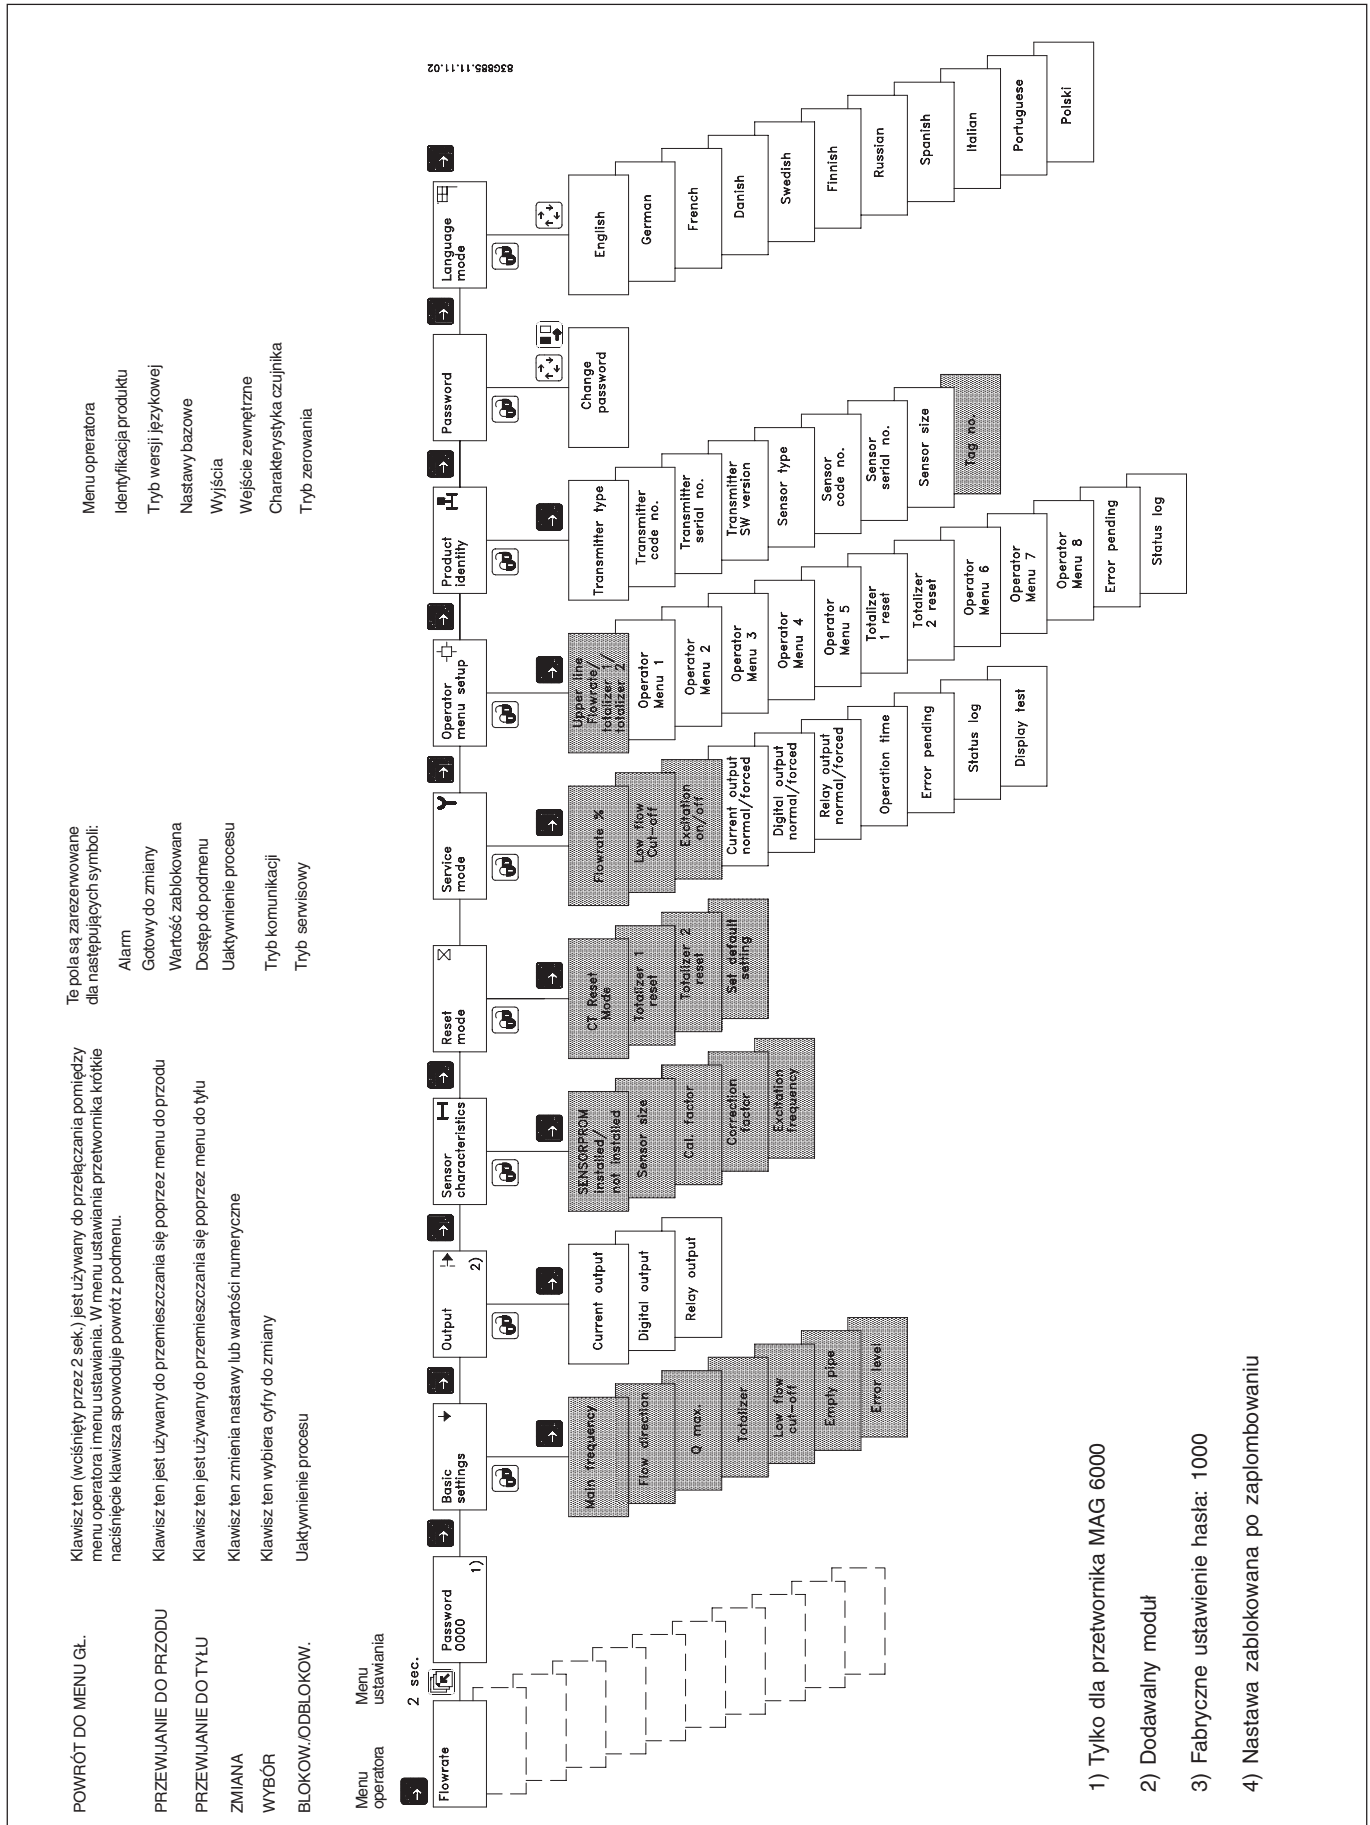 POWRÓT DO MENU GŁ.
Klawisz ten (wciśnięty przez 2 sek.) jest używany do przełączania pomiędzy
menu operatora i menu ustawiania. W menu ustawiania przetwornika krótkie
naciśnięcie klawisza spowoduje powrót z podmenu.
PRZEWIJANIE DO PRZODU
Klawisz ten jest używany do przemieszczania się poprzez menu do przodu
PRZEWIJANIE DO TYŁU
Klawisz ten jest używany do przemieszczania się poprzez menu do tyłu
ZMIANA
Klawisz ten zmienia nastawy lub wartości numeryczne
WYBÓR
Klawisz ten wybiera cyfry do zmiany
BLOKOW./ODBLOKOW.
Uaktywnienie procesu
Te pola są zarezerwowane
dla następujących symboli:
Alarm
Gotowy do zmiany
Wartość zablokowana
Dostęp do podmenu
Uaktywnienie procesu
Tryb komunikacji
Tryb serwisowy
Menu operatora
Identyfikacja produktu
Tryb wersji językowej
Nastawy bazowe
Wyjścia
Wejście zewnętrzne
Charakterystyka czujnika
Tryb zerowania
Menu
operatora
Menu
ustawiania
2 sec.
83G885.11.11.02
Flowrate
Password
0000
1)
Basic
settings
Output
2)
Sensor
characteristics
Reset
mode
Service
mode
Operator
menu setup
Product
identity
Password
Language
mode
Main frequency
Flow direction
Q max.
Totalizer
Low flow
cut-off
Empty pipe
Error level
Current output
Digital output
Relay output
SENSORPROM
installed/
not installed
Sensor size
Cal. factor
Correction
factor
Excitation
frequency
CT Reset
Mode
Totalizer 1
reset
Totalizer 2
reset
Set default
setting
Flowrate %
Low flow
Cut-off
Excitation
on/off
Current output
normal/forced
Digital output
normal/forced
Relay output
normal/forced
Operation time
Error pending
Status log
Display test
Upper line
Flowrate/
totalizer 1/
totalizer 2/
Operator
Menu 1
Operator
Menu 2
Operator
Menu 3
Operator
Menu 4
Operator
Menu 5
Totalizer
1 reset
Totalizer
2 reset
Operator
Menu 6
Operator
Menu 7
Operator
Menu 8
Error pending
Status log
Transmitter type
Transmitter
code no.
Transmitter
serial no.
Transmitter
SW version
Sensor type
Sensor
code no.
Sensor
serial no.
Sensor size
Tag no.
Change
password
English
German
French
Danish
Swedish
Finnish
Russian
Spanish
Italian
Portuguese
Polski
1) Tylko dla przetwornika MAG 6000
2) Dodawalny moduł
3) Fabryczne ustawienie hasła: 1000
4) Nastawa zablokowana po zaplombowaniu